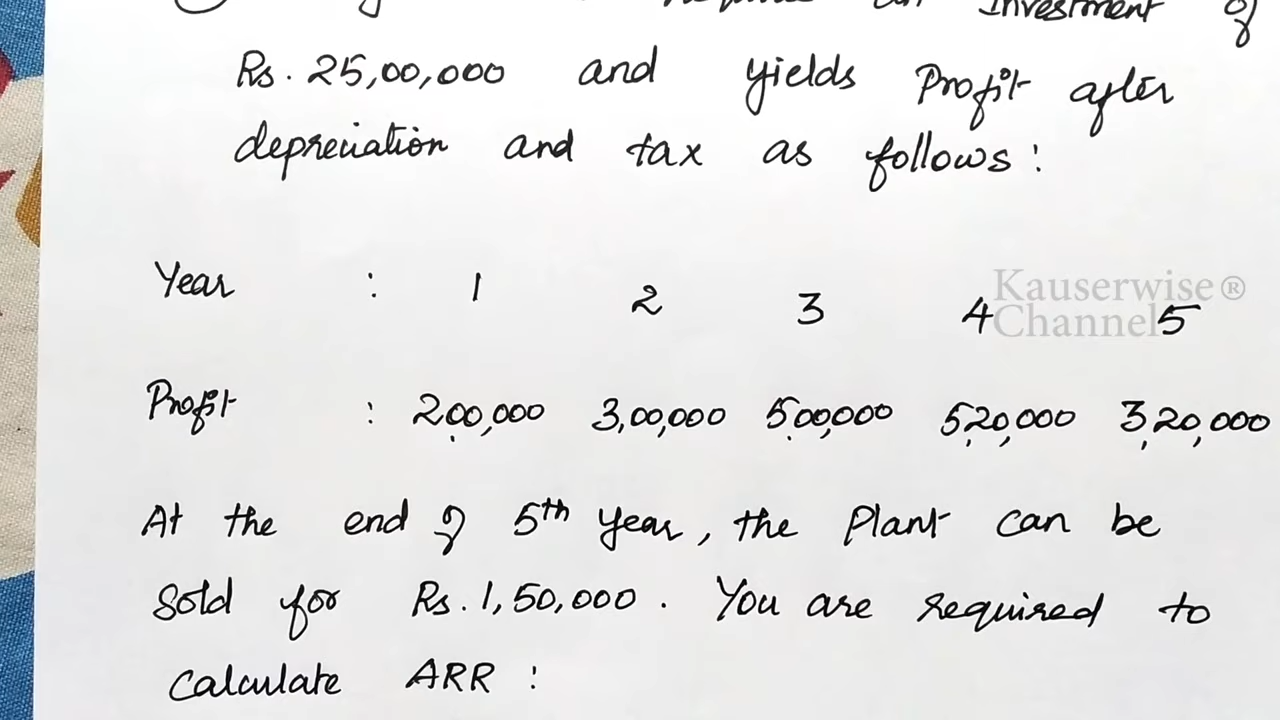 an Investment of
Rs. 25,00,000 and yields Profit after
depreciation and tax as follows:
Year : 1 2 3 4 5
Kauserwise®
Channel
Profit : 2,00,000 3,00,000 5,00,000 5,20,000 3,20,000
At the end of 5th Year, the Plant can be
Sold for Rs. 1,50,000. You are required to
Calculate ARR :